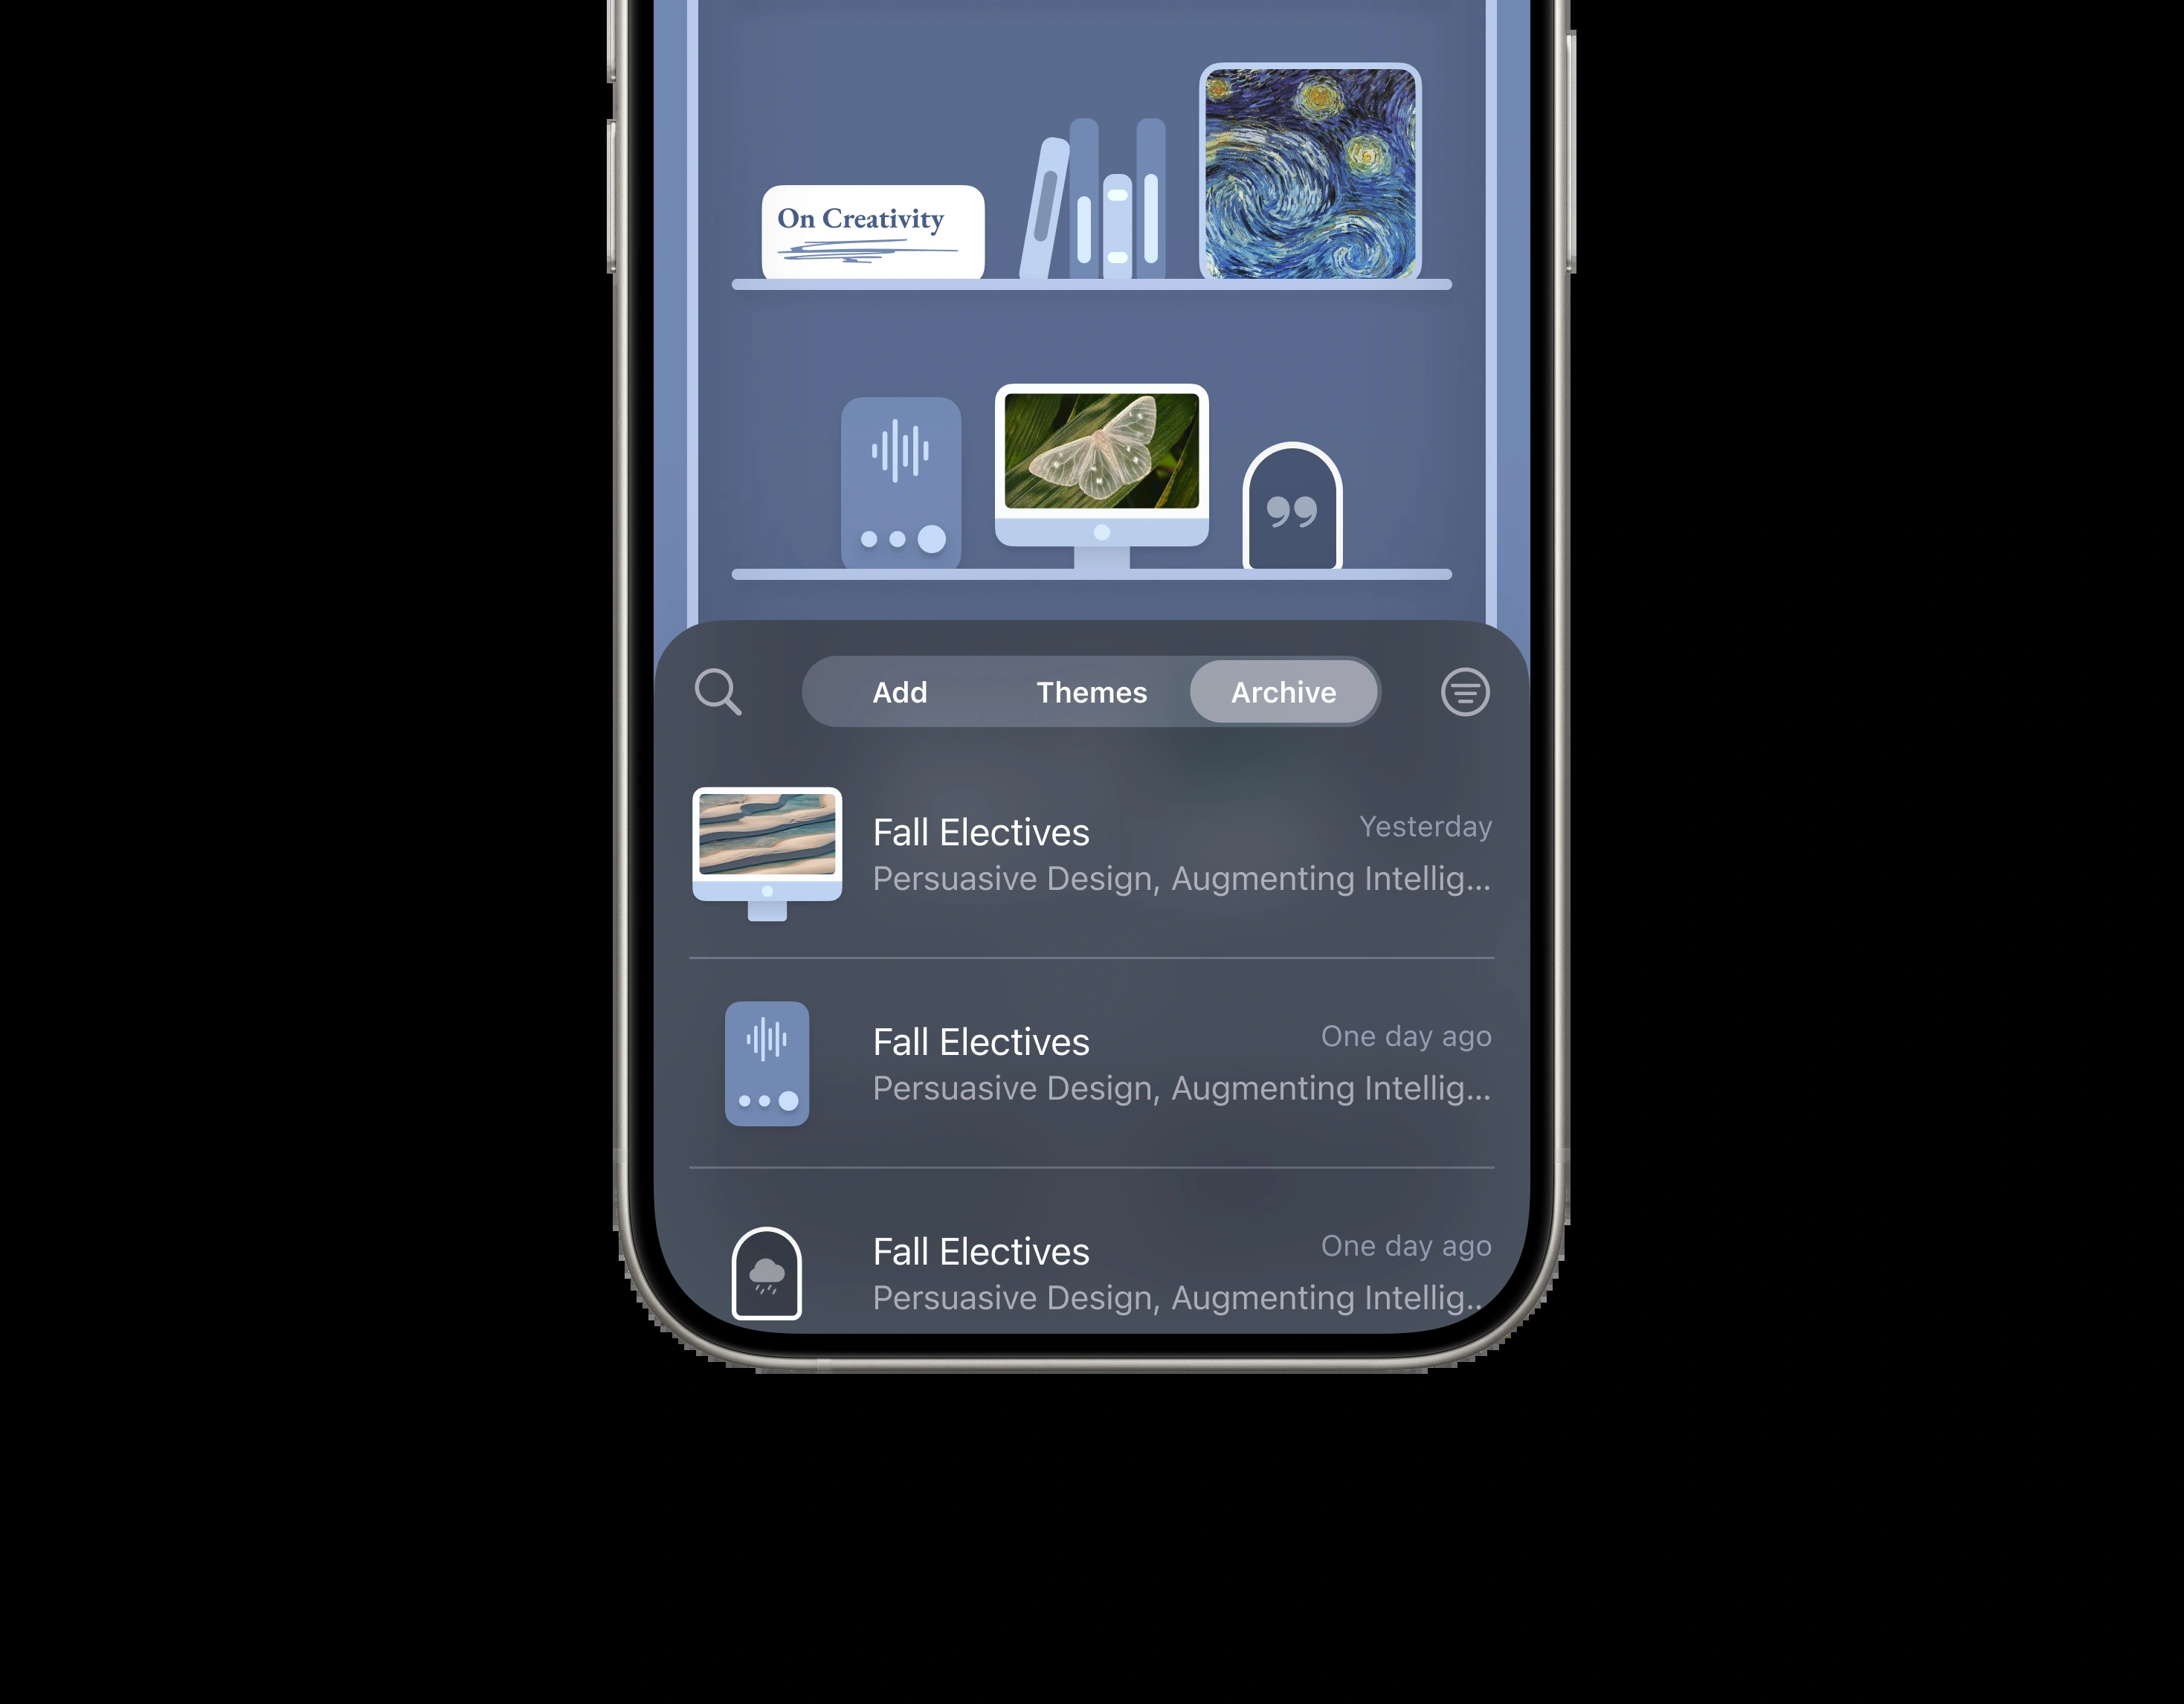 On Creativity
Add Themes Archive
Fall Electives Yesterday
Persuasive Design, Augmenting Intellig...
Fall Electives One day ago
Persuasive Design, Augmenting Intellig...
Fall Electives One day ago
Persuasive Design, Augmenting Intellig..